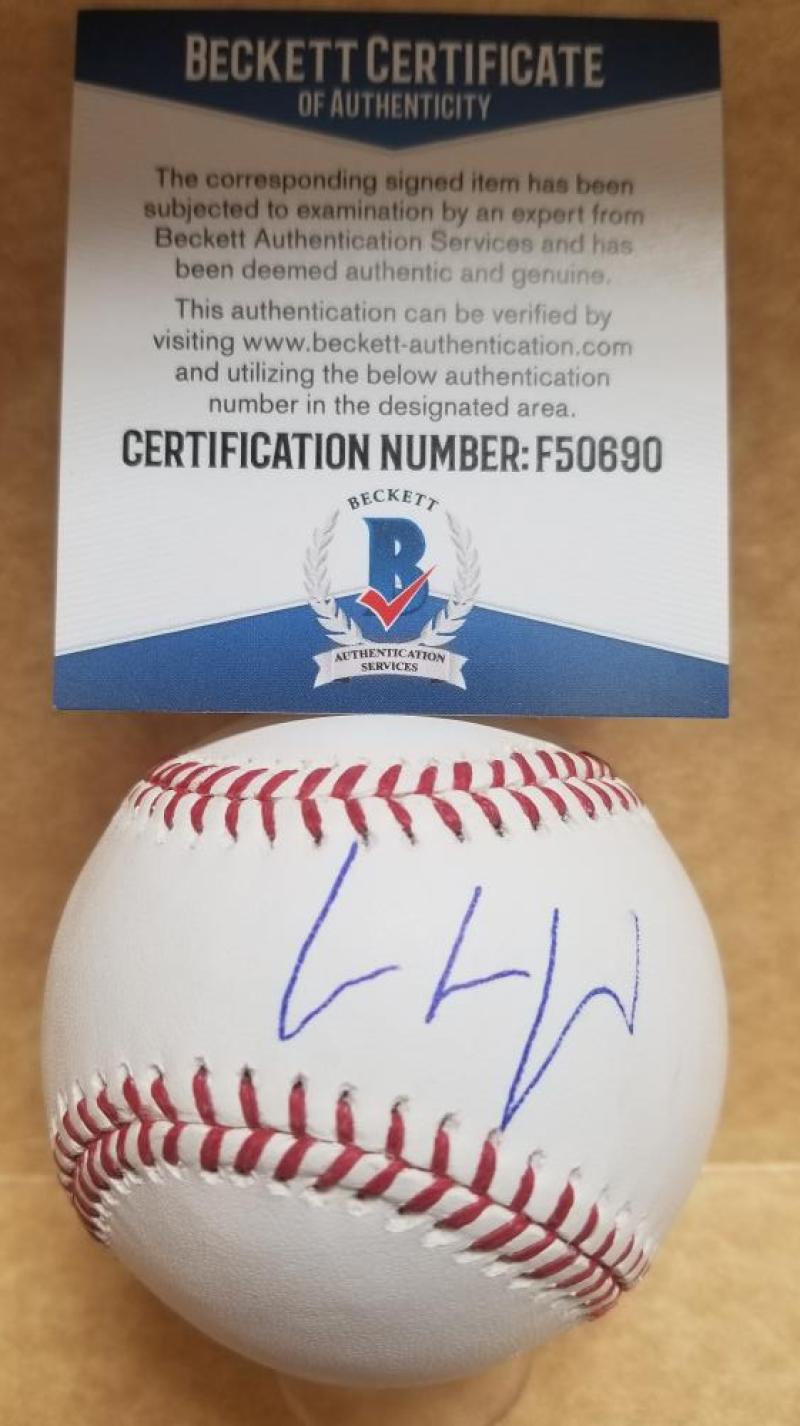 BECKETT CERTIFICATE
OF AUTHENTICITY
The corresponding signed item has been
subjected to examination by an expert from
Beckett Authentication Services and has
been deemed authentic and genuine.
This authentication can be verified by
visiting www.beckett-authentication.com
and utilizing the below authentication
number in the designated area.
CERTIFICATION NUMBER: F50690
BECKETT
B
AUTHENTICATION
SERVICES